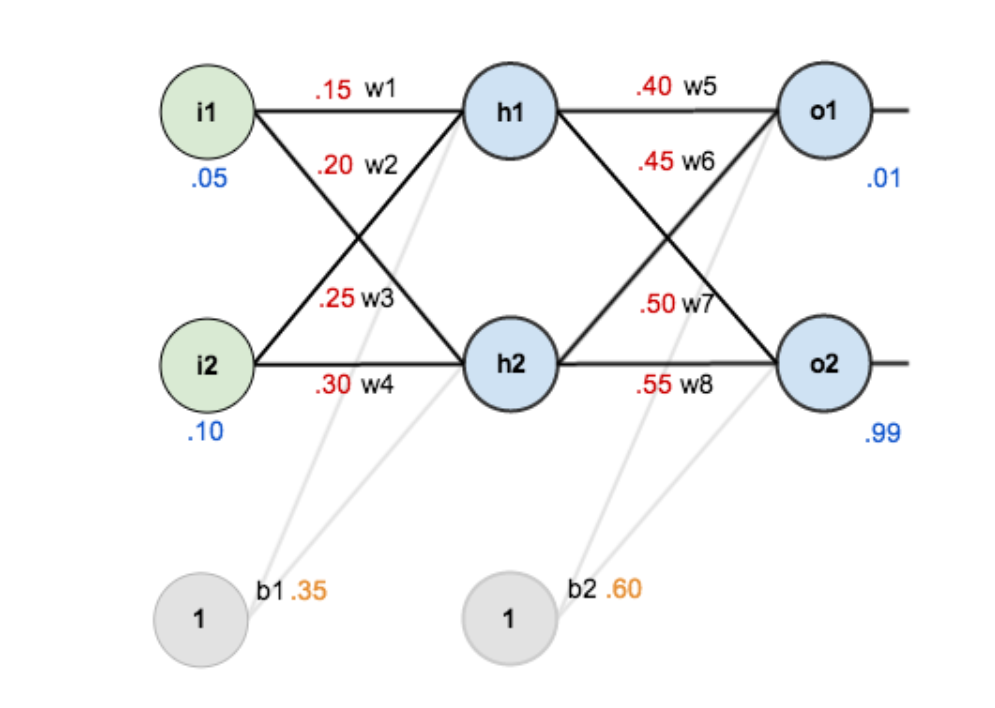 .15 w1
.40 w5
i1
h1
o1
.20 w2
.45 w6
.05
.01
.25 w3
.50 w7
i2
h2
o2
.30 w4
.55 w8
.10
.99
b1 .35
b2 .60
1
1